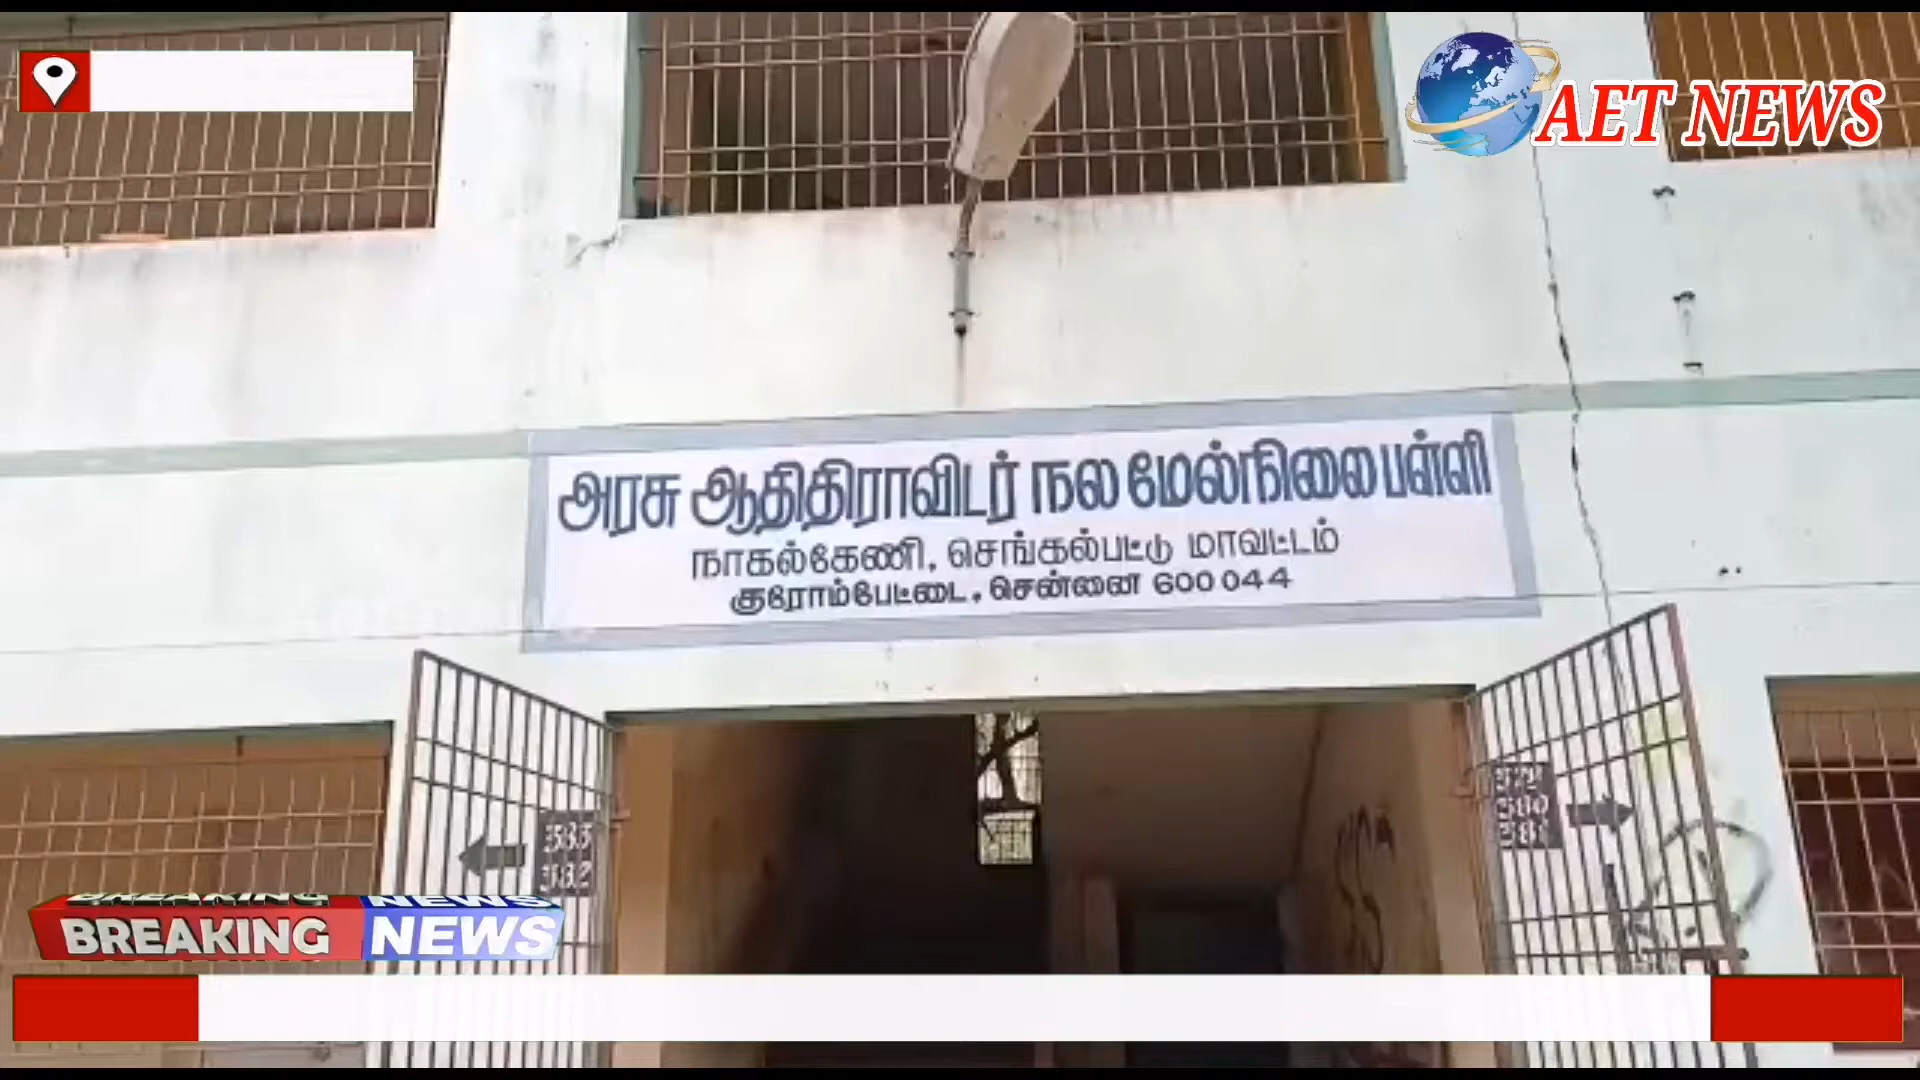 AET NEWS
அரசு ஆதிதிராவிடர் நல மேல்நிலை பள்ளி
நாகல்கேணி, செங்கல்பட்டு மாவட்டம்
குரோம்பேட்டை, சென்னை 600 044
BREAKING NEWS